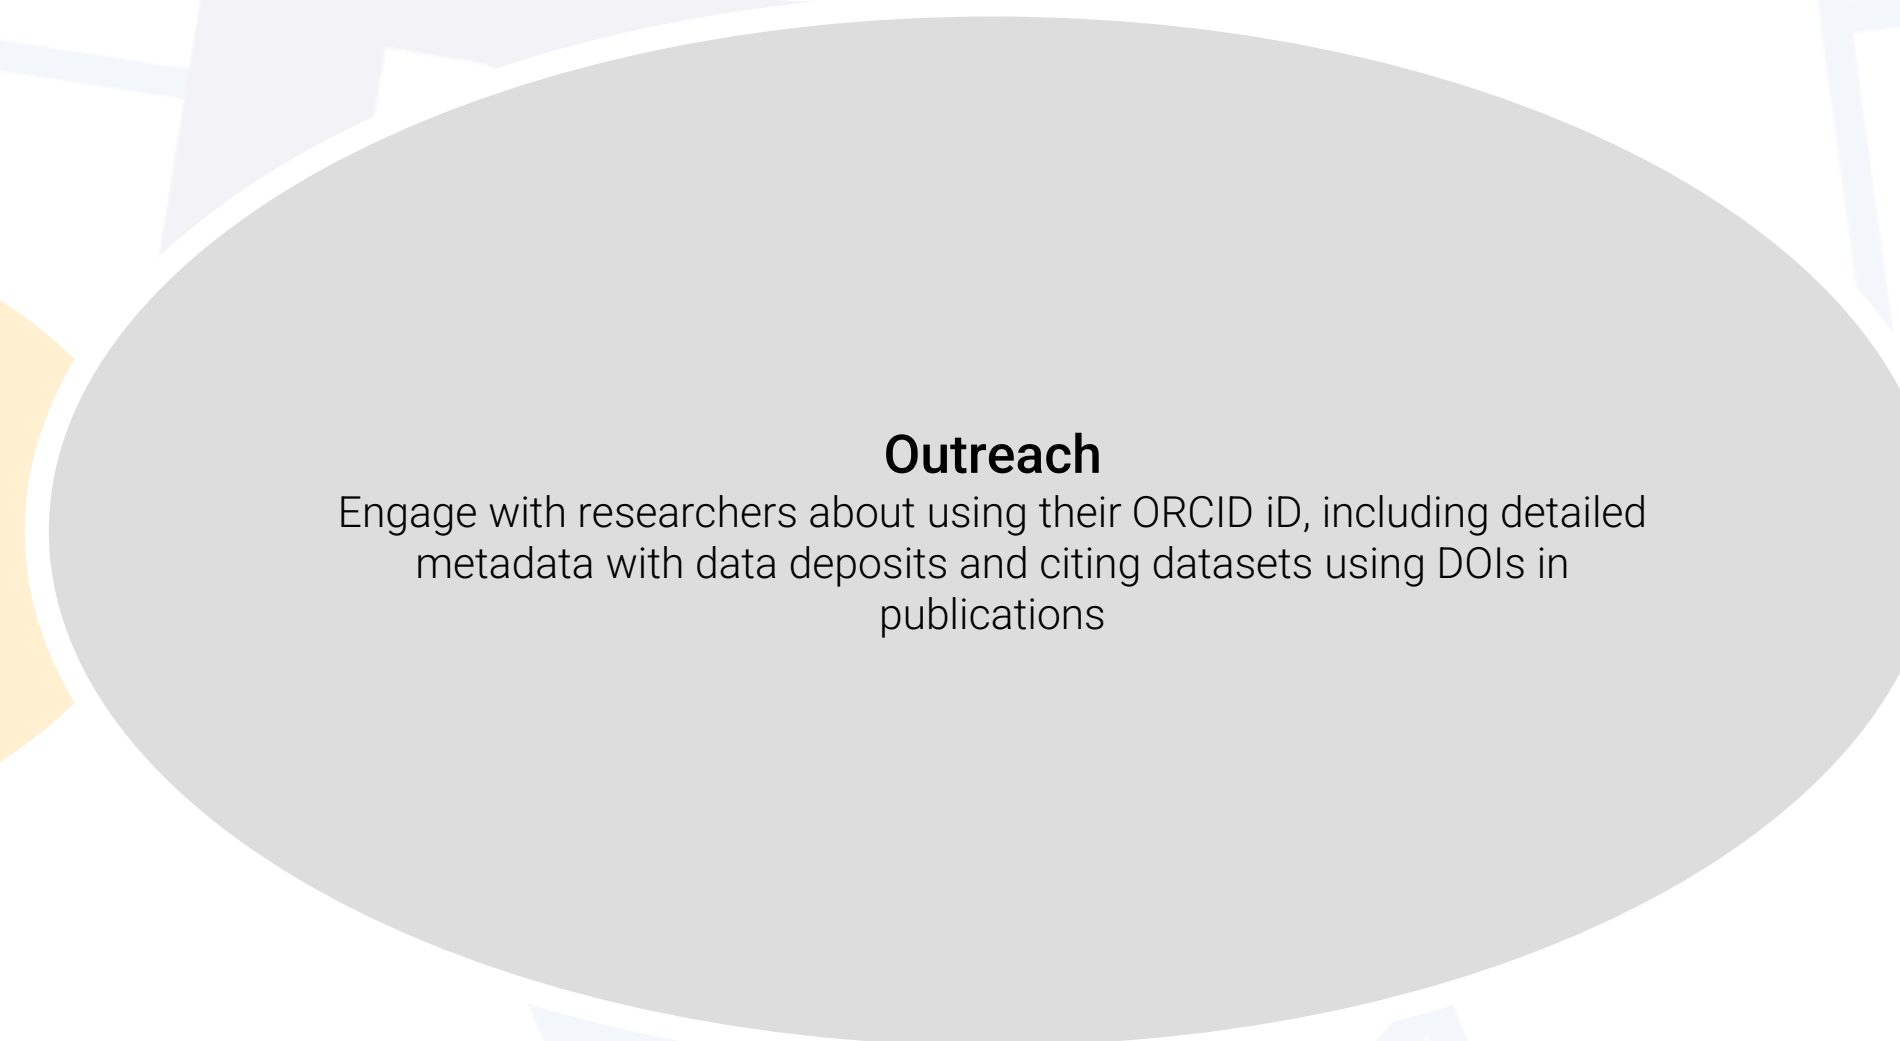 Outreach
Engage with researchers about using their ORCID iD, including detailed
metadata with data deposits and citing datasets using DOIs in
publications